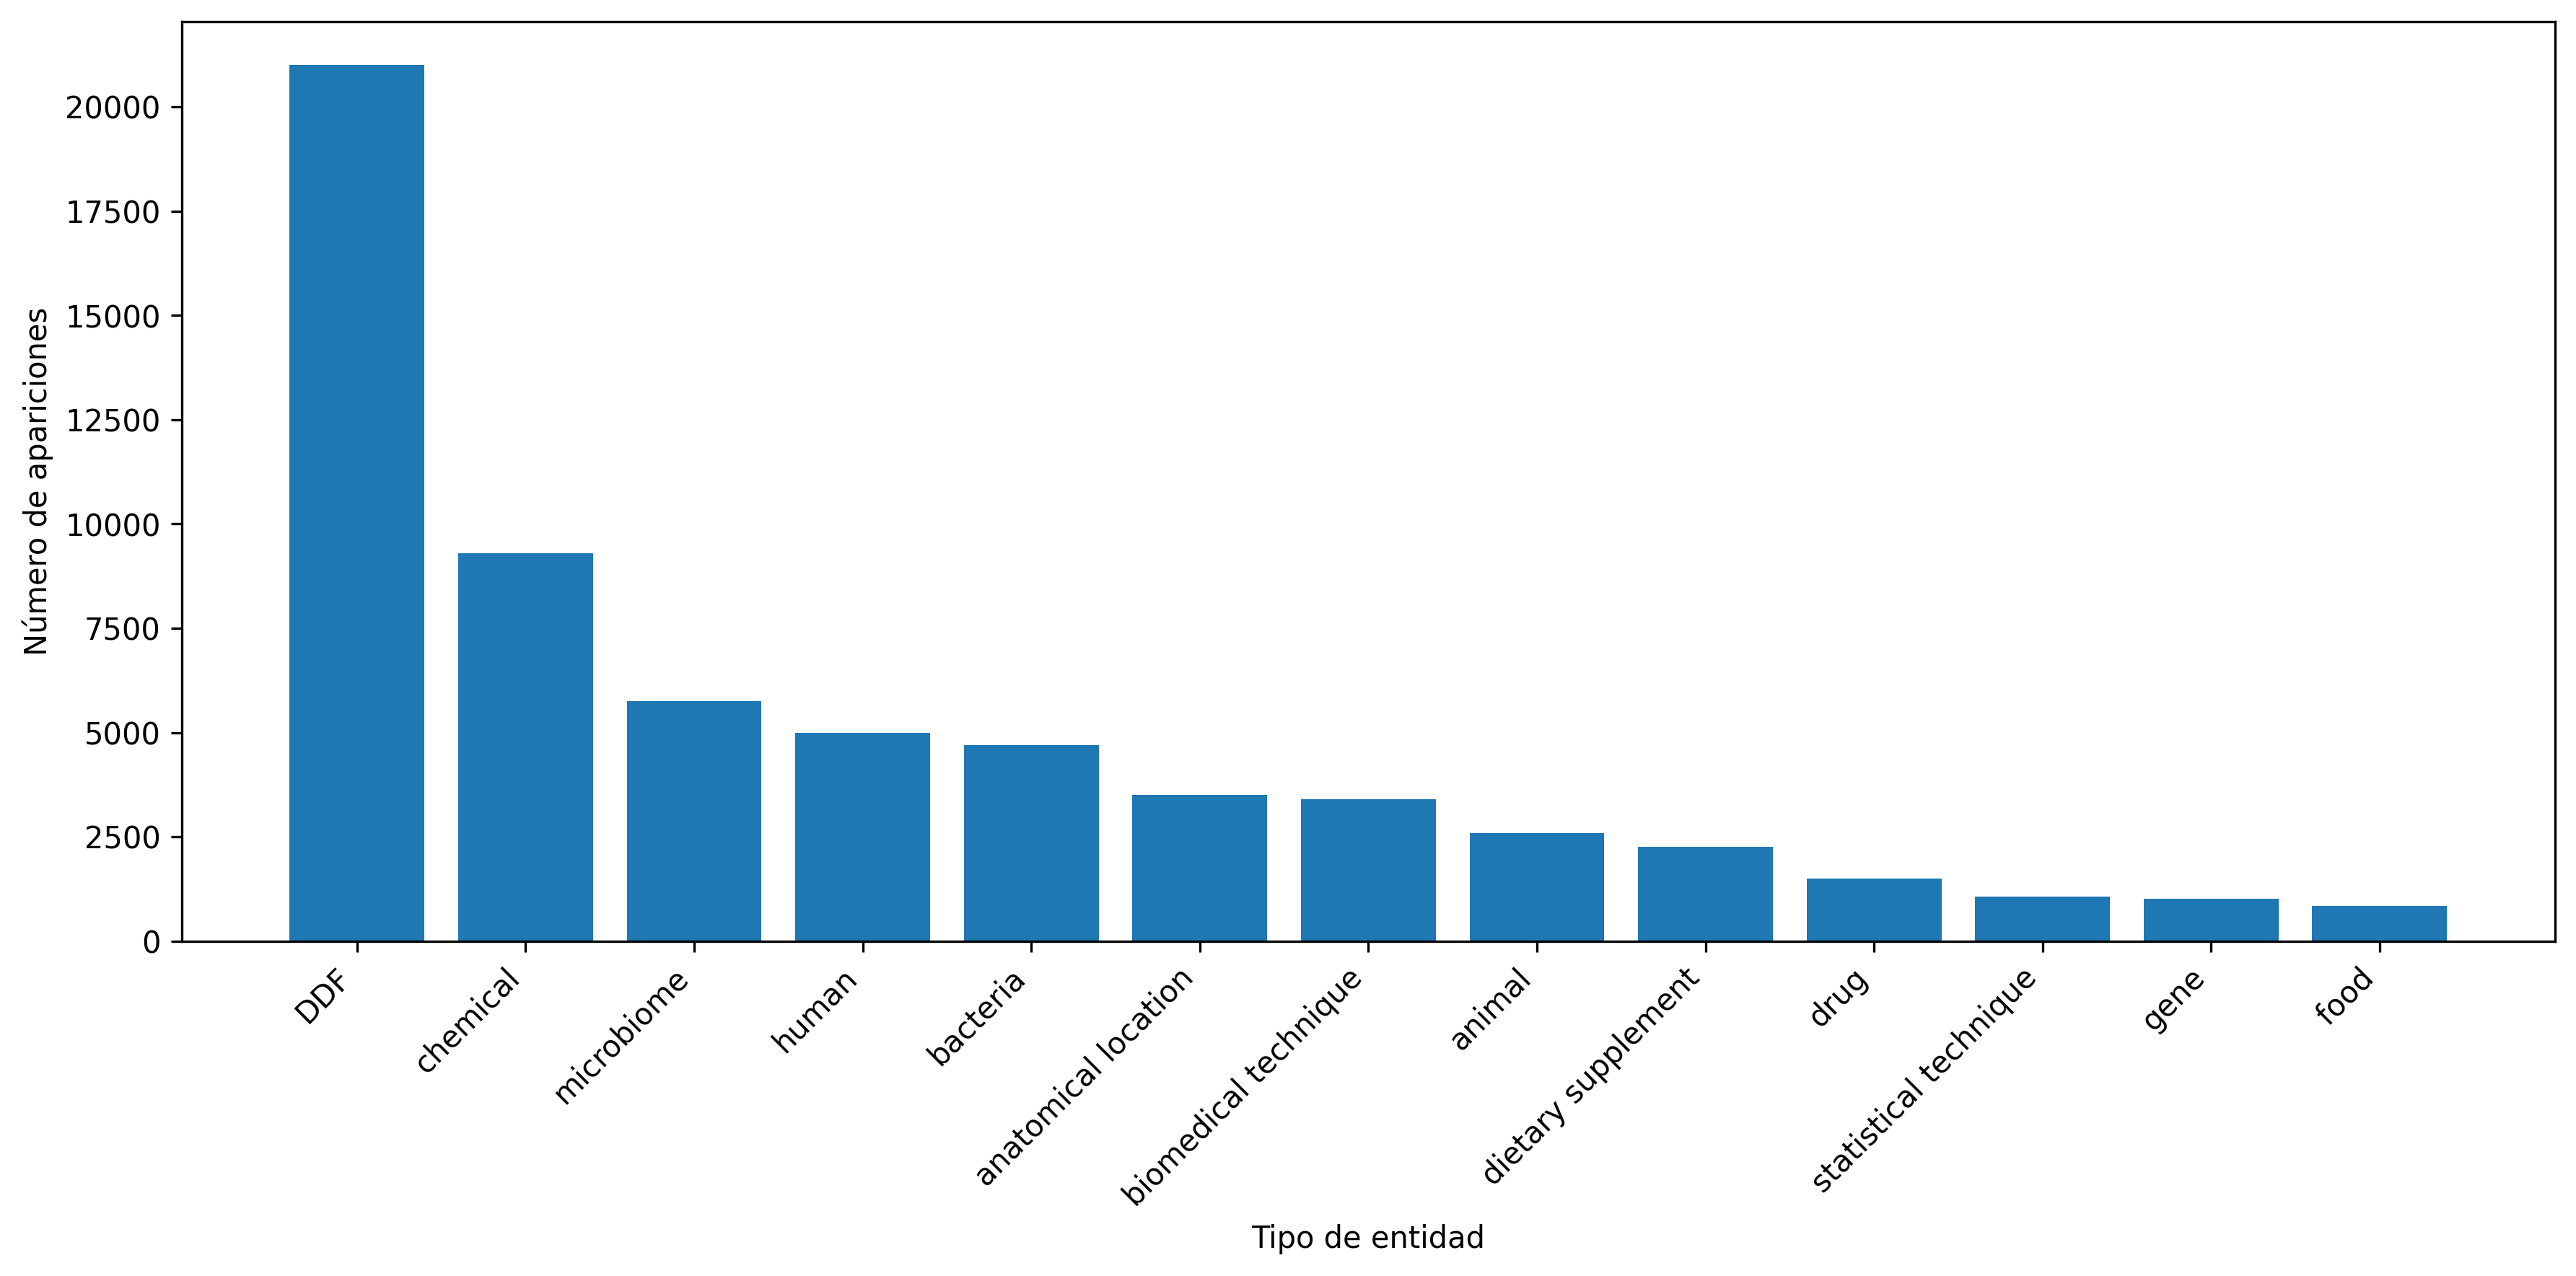 Número de apariciones
20000
17500
15000
12500
10000
7500
5000
2500
0
DDF
chemical
microbiome
human
bacteria
anatomical location
biomedical technique
animal
dietary supplement
drug
statistical technique
gene
food
Tipo de entidad